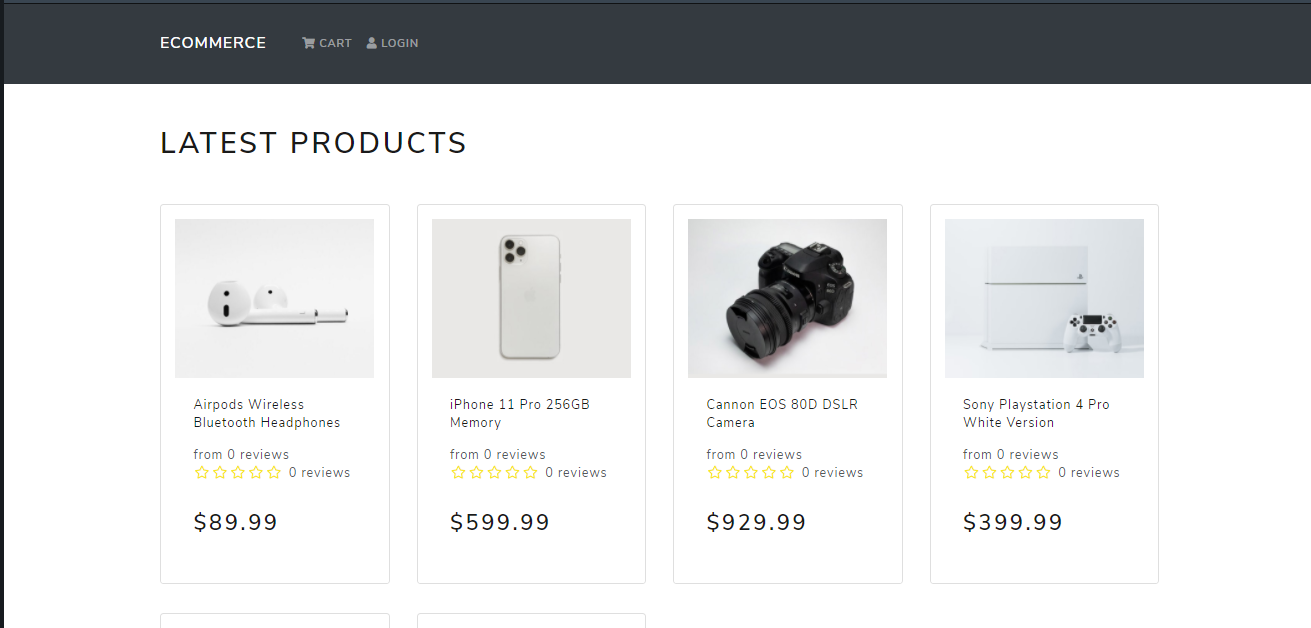 ECOMMERCE CART LOGIN
LATEST PRODUCTS
Airpods Wireless
Bluetooth Headphones
from 0 reviews
0 reviews
$89.99
iPhone 11 Pro 256GB
Memory
from 0 reviews
0 reviews
$599.99
Cannon EOS 80D DSLR
Camera
from 0 reviews
0 reviews
$929.99
Sony Playstation 4 Pro
White Version
from 0 reviews
0 reviews
$399.99